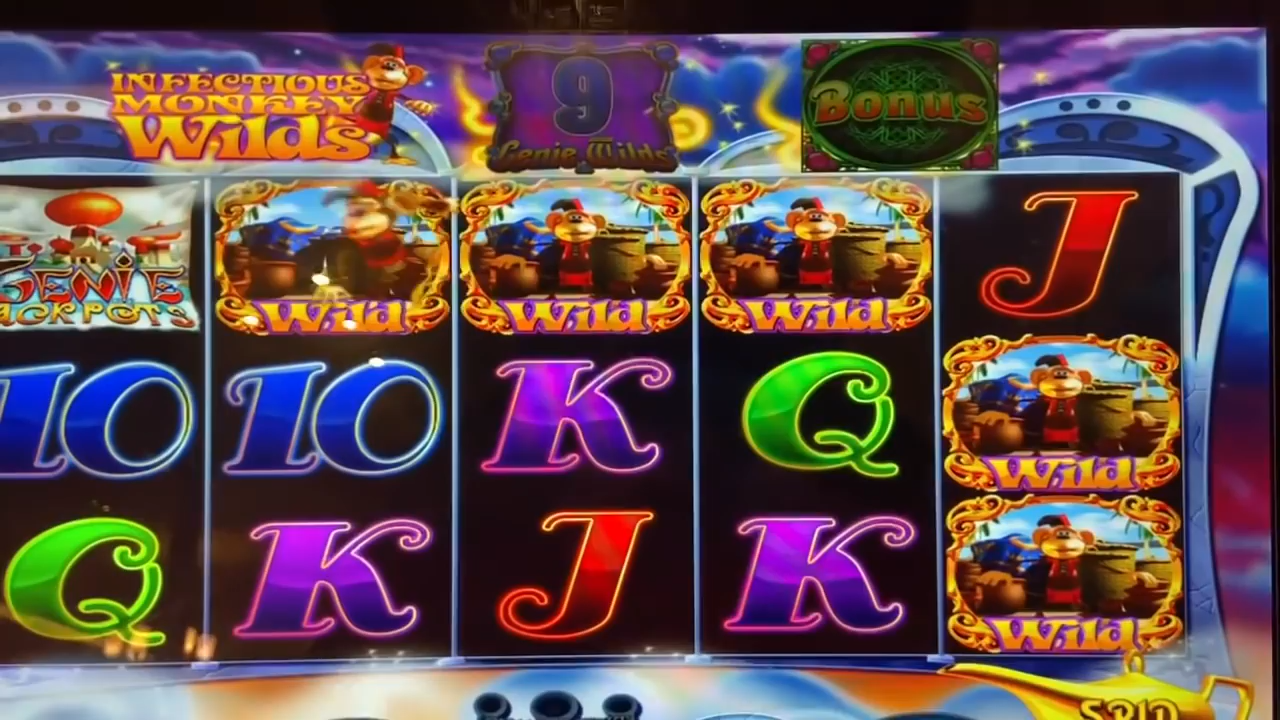 INFECTIOUS
MONKEY
Wilds
9
Genie Wilds
Bonus
GENIE
JACKPOTS
Wild Wild Wild J
10 10 K Q Wild
Q K J K Wild
SPIN